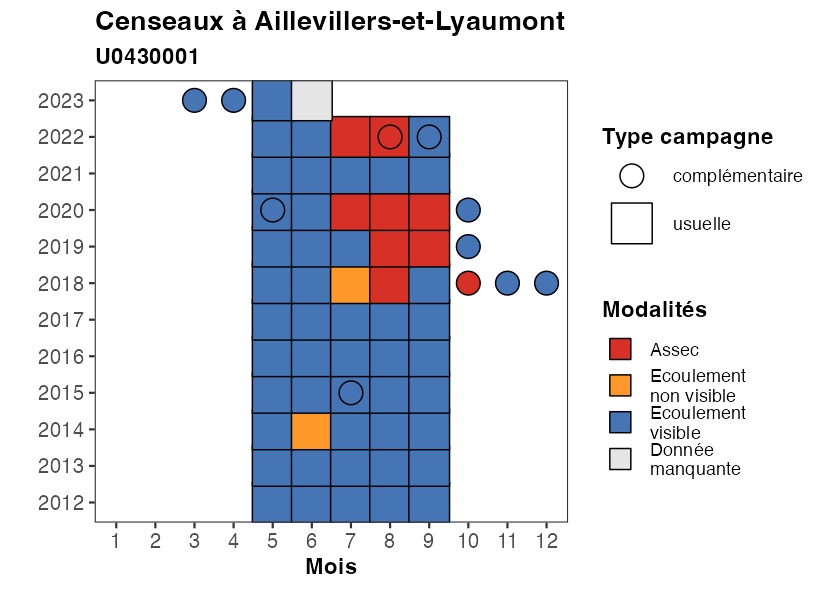 Censeaux à Aillevillers-et-Lyaumont
U0430001
2023
2022
2021
2020
2019
2018
2017
2016
2015
2014
2013
2012
1 2 3 4 5 6 7 8 9 10 11 12
Mois
Type campagne
complémentaire
usuelle
Modalités
Assec
Ecoulement
non visible
Ecoulement
visible
Donnée
manquante